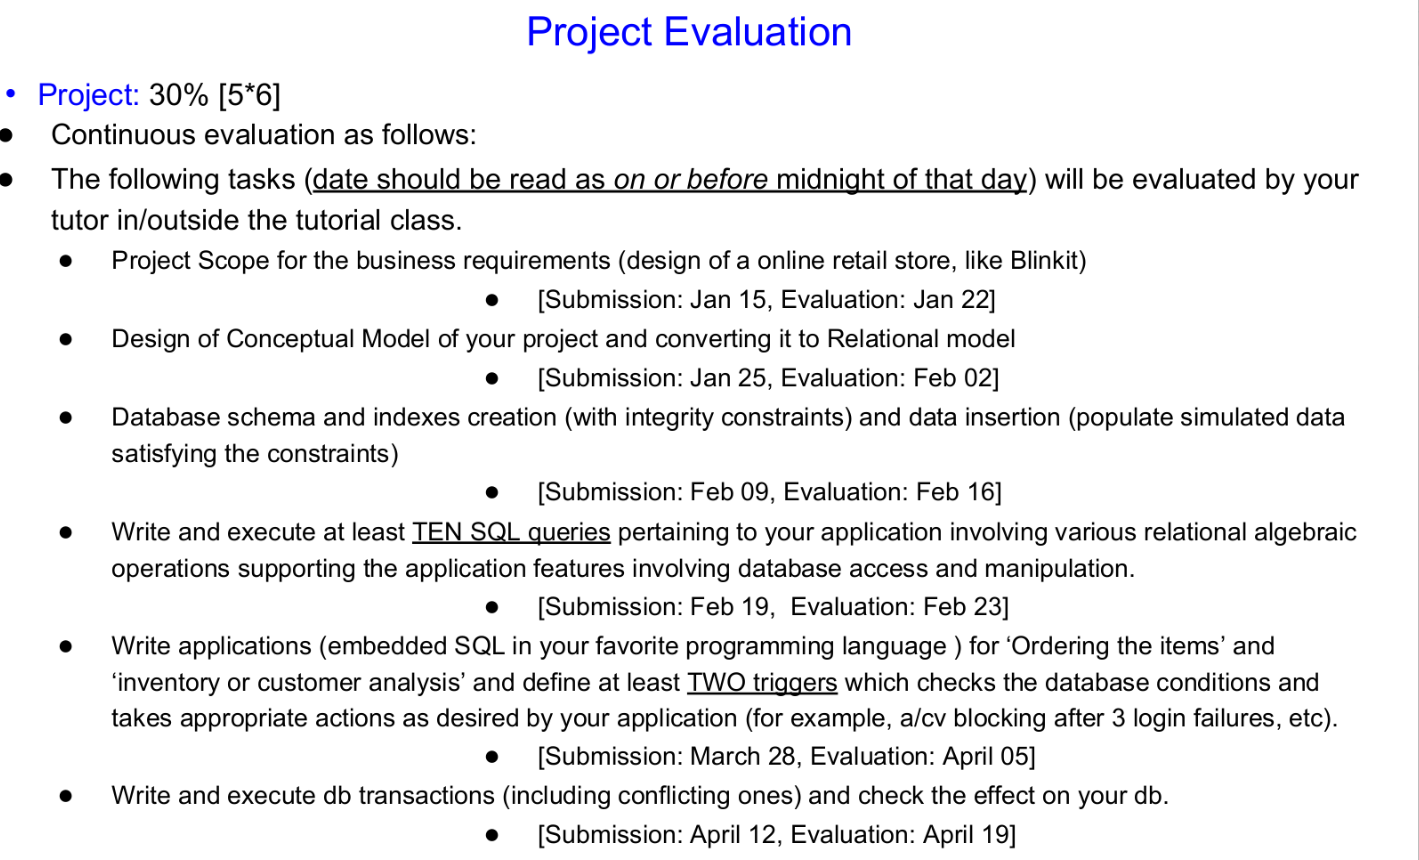 Project Evaluation
• Project: 30% [5*6]
● Continuous evaluation as follows:
● The following tasks (date should be read as on or before midnight of that day) will be evaluated by your
tutor in/outside the tutorial class.
● Project Scope for the business requirements (design of a online retail store, like Blinkit)
● [Submission: Jan 15, Evaluation: Jan 22]
● Design of Conceptual Model of your project and converting it to Relational model
● [Submission: Jan 25, Evaluation: Feb 02]
● Database schema and indexes creation (with integrity constraints) and data insertion (populate simulated data
satisfying the constraints)
● [Submission: Feb 09, Evaluation: Feb 16]
● Write and execute at least TEN SQL queries pertaining to your application involving various relational algebraic
operations supporting the application features involving database access and manipulation.
● [Submission: Feb 19,  Evaluation: Feb 23]
● Write applications (embedded SQL in your favorite programming language ) for ‘Ordering the items’ and
‘inventory or customer analysis’ and define at least TWO triggers which checks the database conditions and
takes appropriate actions as desired by your application (for example, a/cv blocking after 3 login failures, etc).
● [Submission: March 28, Evaluation: April 05]
● Write and execute db transactions (including conflicting ones) and check the effect on your db.
● [Submission: April 12, Evaluation: April 19]